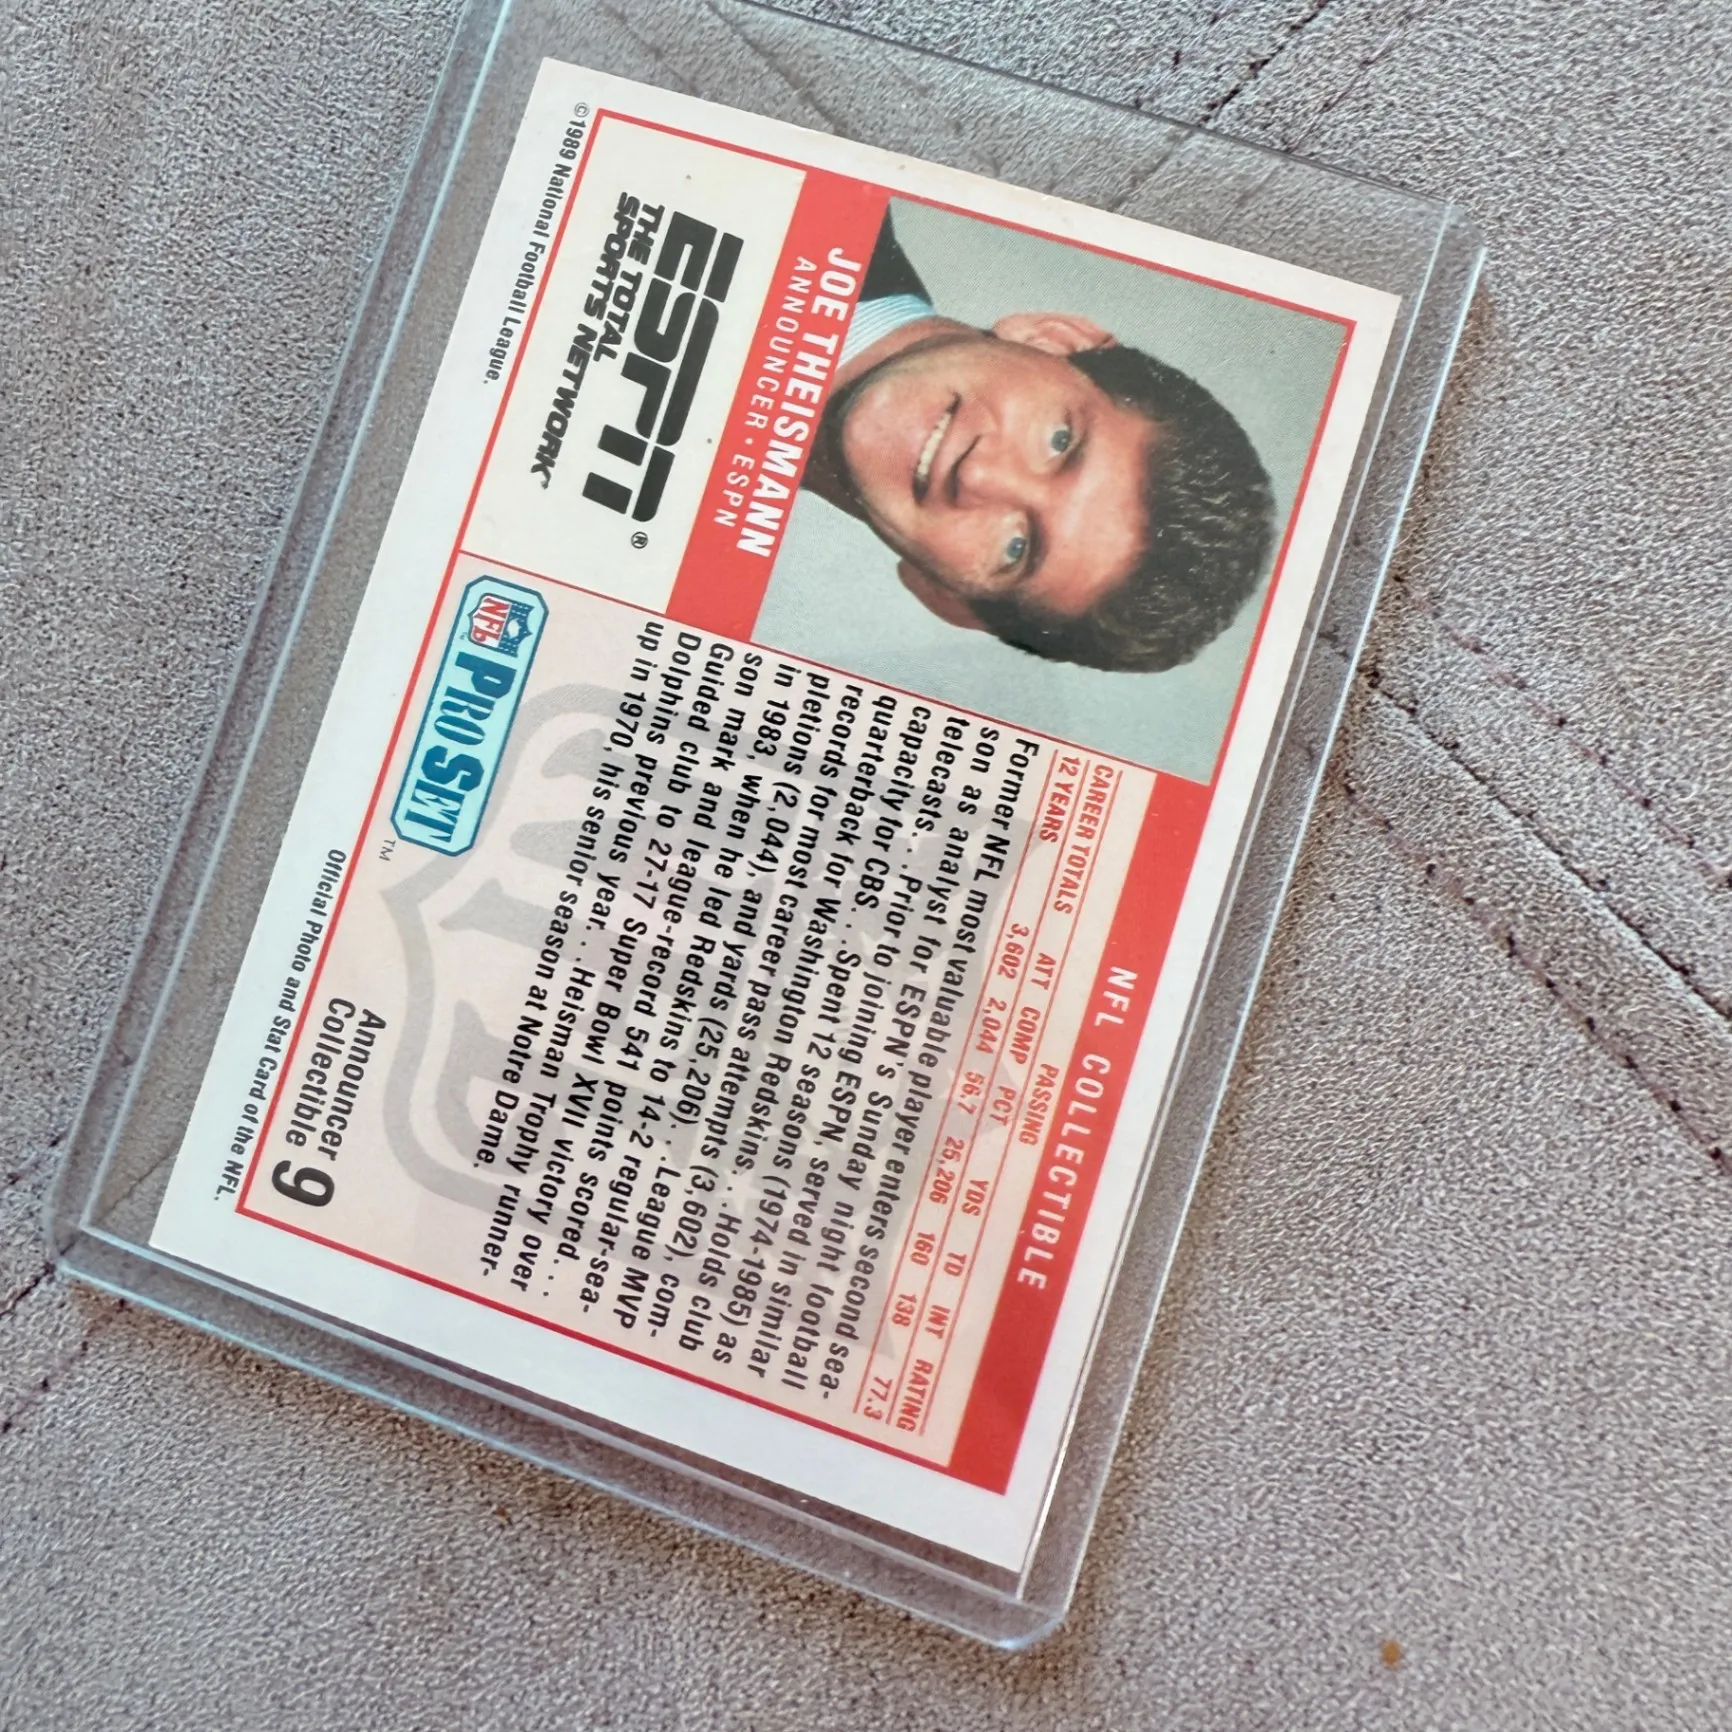 NFL COLLECTIBLE
JOE THEISMANN
ANNOUNCER • ESPN
ESPN®
THE TOTAL
SPORTS NETWORK
PASSING
CAREER TOTALS ATT COMP PCT YDS TD INT RATING
12 YEARS 3,602 2,044 56.7 25,206 160 138 77.3
Former NFL most valuable player enters second sea-
son as analyst for ESPN's Sunday night football
telecasts. . .Prior to joining ESPN, served in similar
capacity for CBS. . . Spent 12 seasons (1974-1985) as
quarterback for Washington Redskins. . .Holds club
records for most career pass attempts (3,602), com-
pletions (2,044), and yards (25,206). . .League MVP
in 1983, when he led Redskins to 14-2 regular-sea-
son mark and league-record 541 points scored. . .
Guided club to 27-17 Super Bowl XVII victory over
Dolphins previous year. . .Heisman Trophy runner-
up in 1970, his senior season at Notre Dame.
NFL PRO SET™
Announcer
Collectible 9
©1989 National Football League.
Official Photo and Stat Card of the NFL.